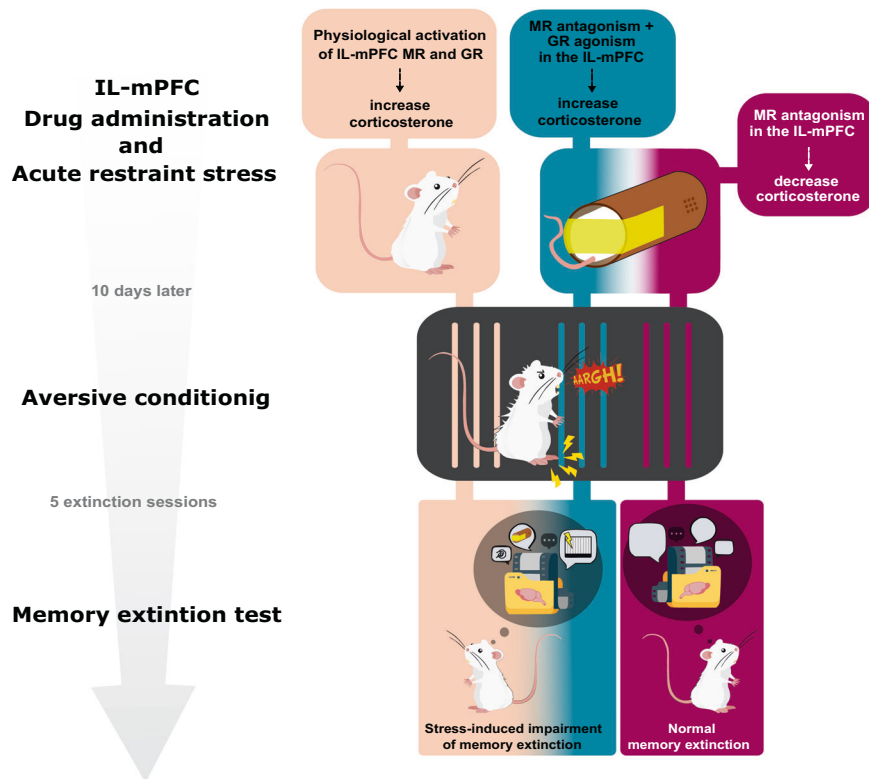 IL-mPFC
Drug administration
and
Acute restraint stress
10 days later
Aversive conditionig
5 extinction sessions
Memory extintion test
Physiological activation
of IL-mPFC MR and GR
increase
corticosterone
MR antagonism +
GR agonism
in the IL-mPFC
increase
corticosterone
MR antagonism
in the IL-mPFC
decrease
corticosterone
AARGH!
Stress-induced impairment
of memory extinction
Normal
memory extinction